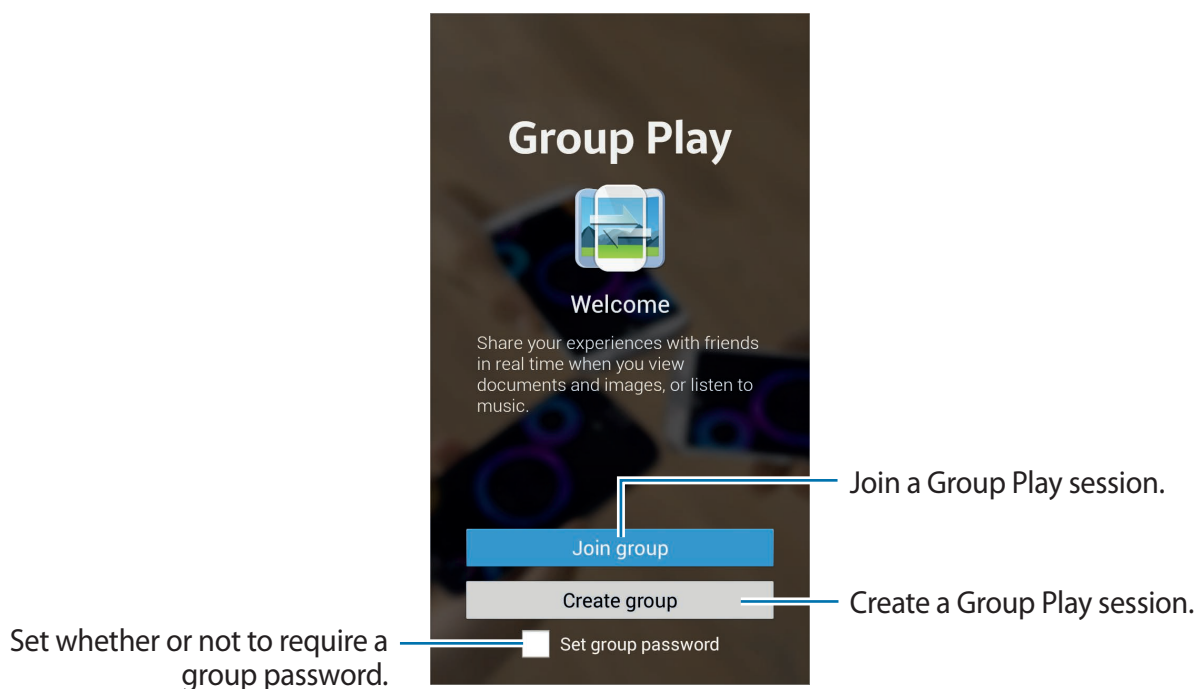 Group Play
Welcome
Share your experiences with friends
in real time when you view
documents and images, or listen to
music.
Join a Group Play session.
Join group
Create group
Create a Group Play session.
Set whether or not to require a
group password.
Set group password